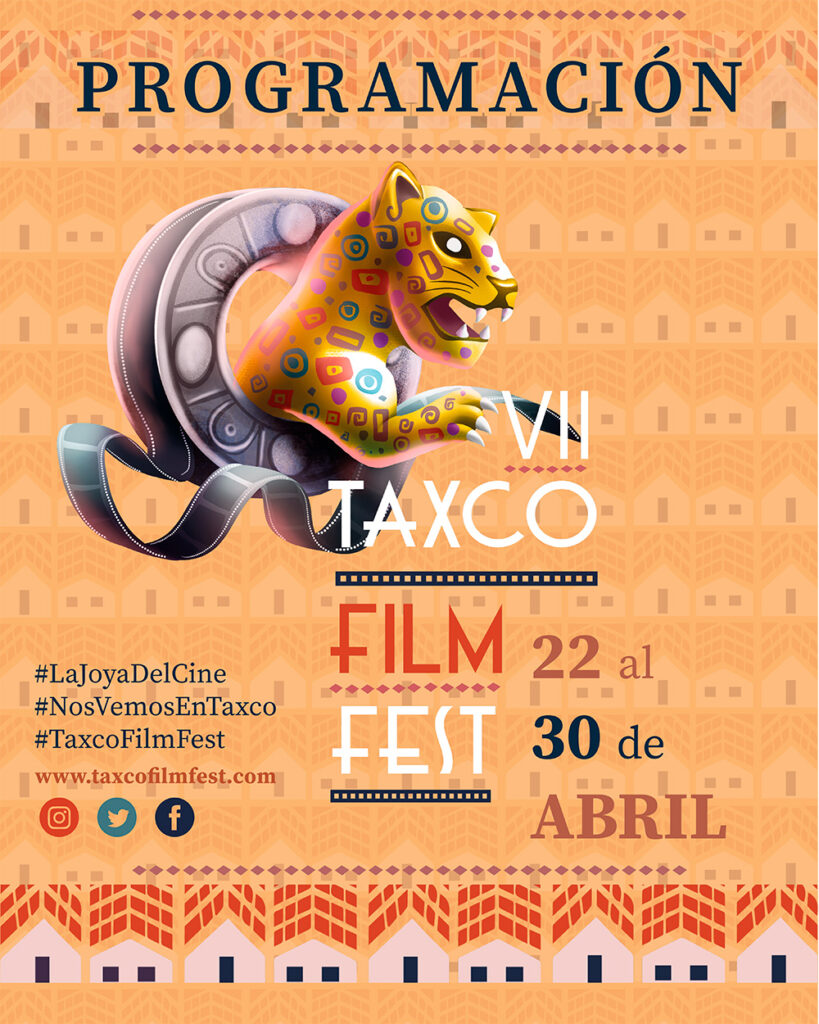 PROGRAMACIÓN
VII
TAXCO
FILM
FEST
22 al
30 de
ABRIL
#LaJoyaDelCine
#NosVemosEnTaxco
#TaxcoFilmFest
www.taxcofilmfest.com